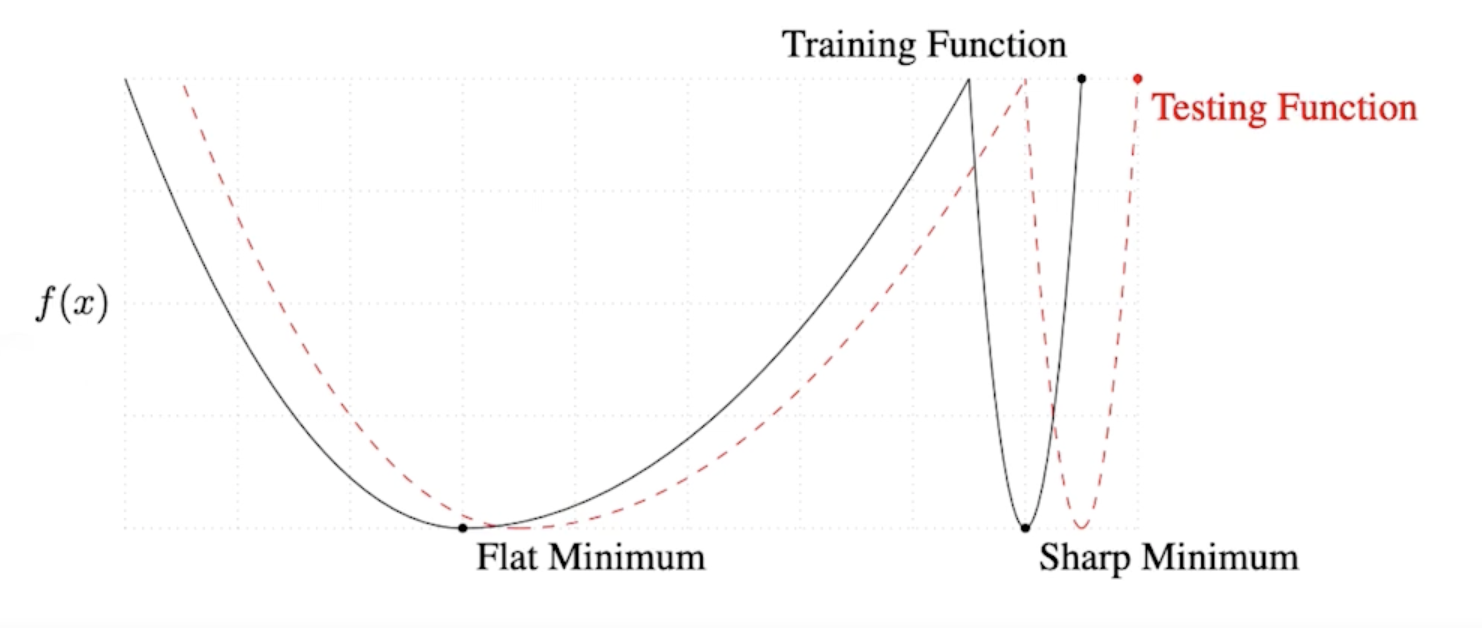 Training Function
Testing Function
f(x)
Flat Minimum
Sharp Minimum